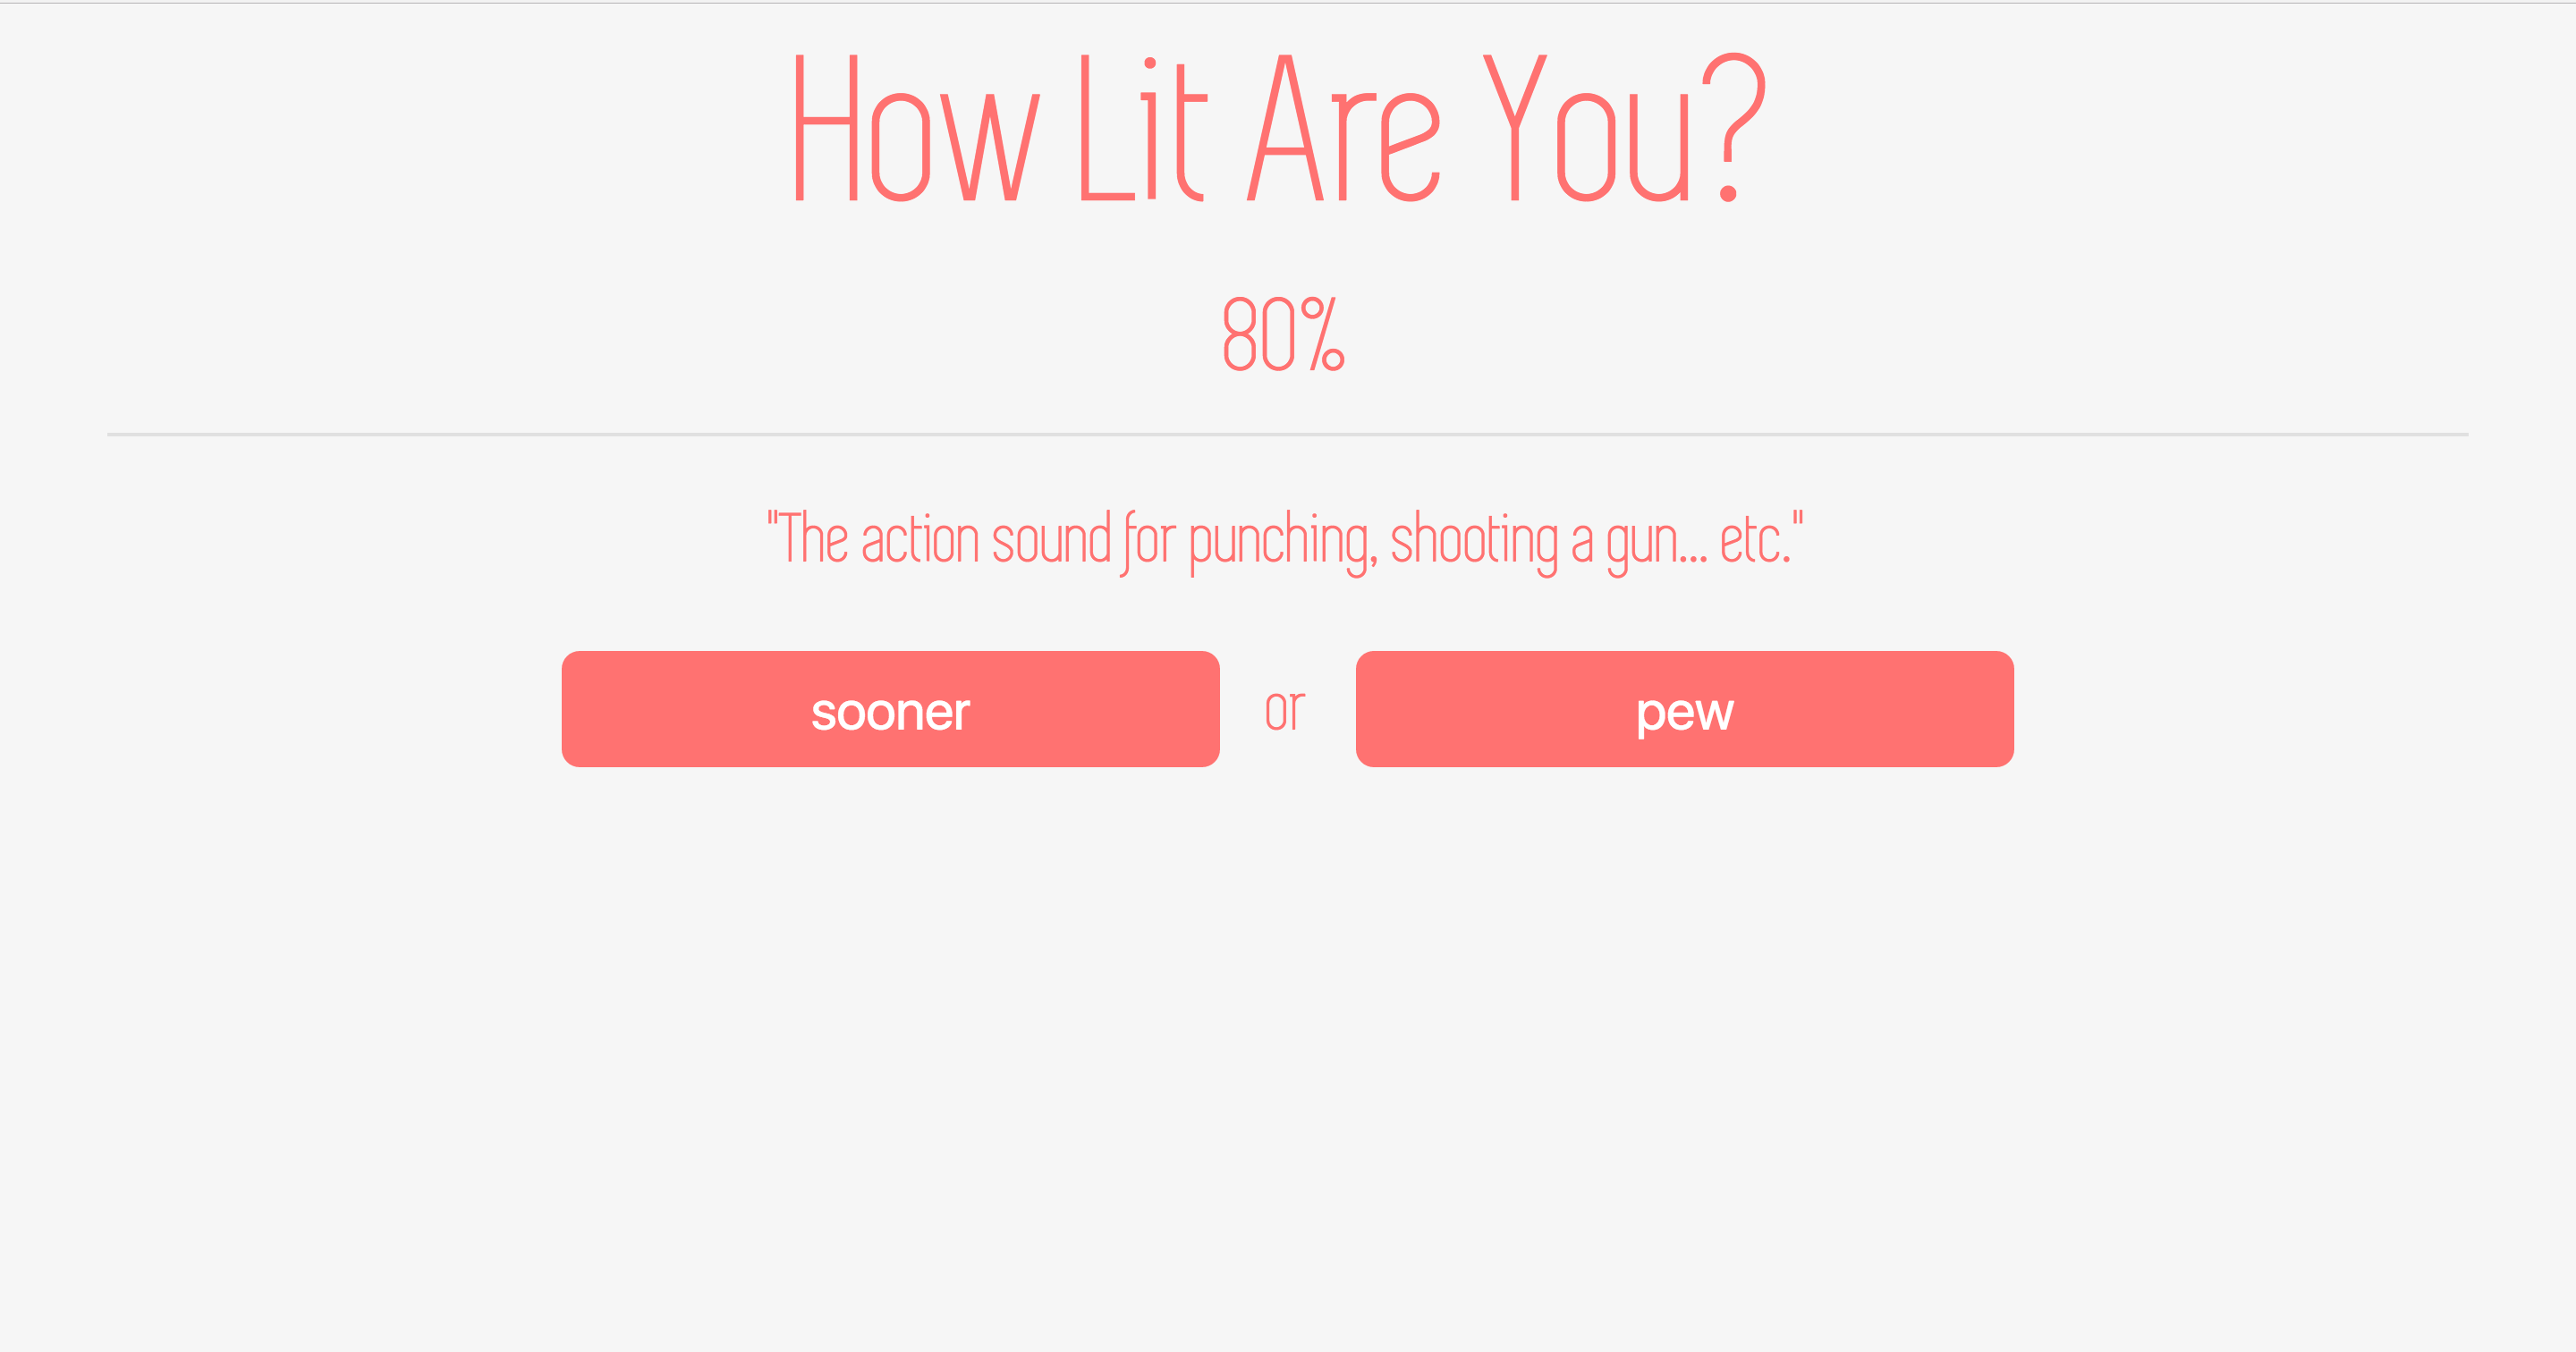 How Lit Are You?
80%
"The action sound for punching, shooting a gun... etc."
sooner or pew